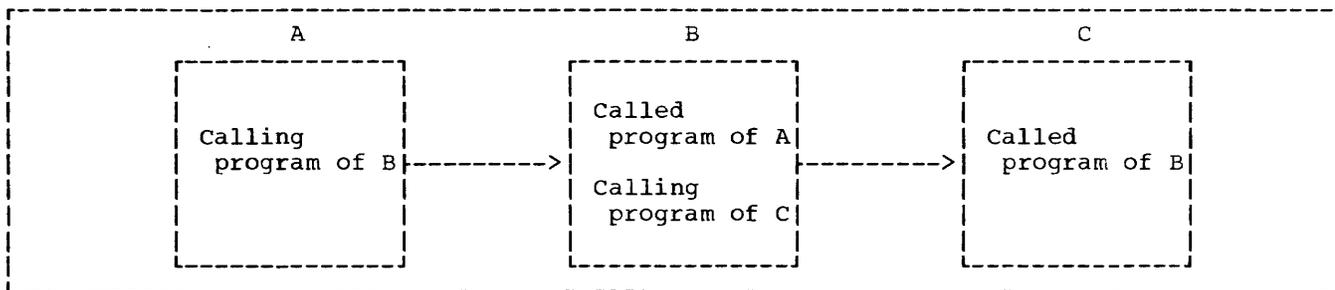 A B C
Calling
program of B
Called
program of A
Calling
program of C
Called
program of B